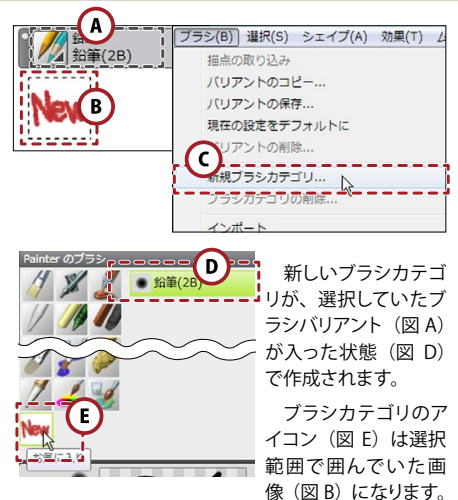 A
鉛筆(2B)
New
B
ブラシ(B) 選択(S) シェイプ(A) 効果(T)
描点の取り込み
バリアントのコピー...
バリアントの保存...
現在の設定をデフォルトに
バリアントの削除...
C
新規ブラシカテゴリ...
ブラシカテゴリの削除...
インポート
Painter のブラシ
D
鉛筆(2B)
E
New
お気に入り
新しいブラシカテゴ
リが、選択していたブ
ラシバリアント（図 A）
が入った状態（図 D）
で作成されます。
ブラシカテゴリのア
イコン（図 E）は選択
範囲で囲んでいた画
像（図 B）になります。